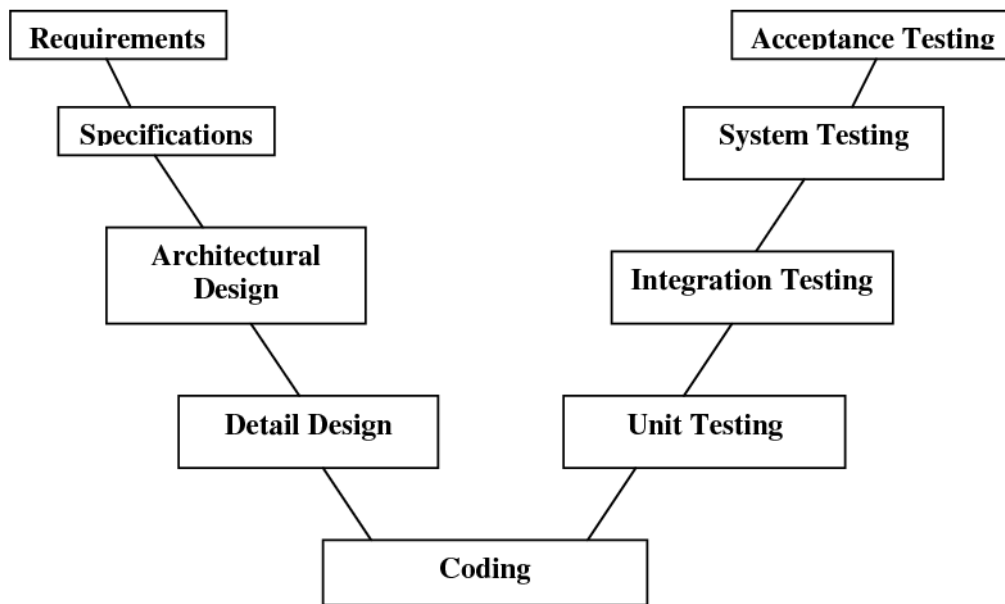 Requirements
Acceptance Testing
Specifications
System Testing
Architectural
Design
Integration Testing
Detail Design
Unit Testing
Coding